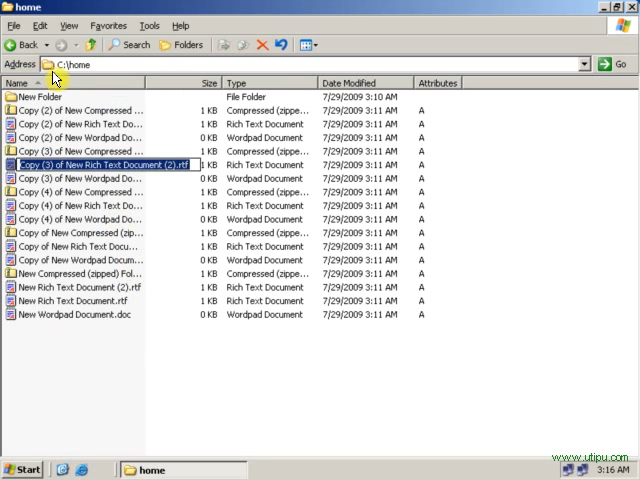 home
File Edit View Favorites Tools Help
Back Search Folders
Address C:\home Go
Name Size Type Date Modified Attributes
New Folder File Folder 7/29/2009 3:10 AM
Copy (2) of New Compressed ... 1 KB Compressed (zippe... 7/29/2009 3:11 AM A
Copy (2) of New Rich Text Do... 1 KB Rich Text Document 7/29/2009 3:11 AM A
Copy (2) of New Wordpad Do... 0 KB Wordpad Document 7/29/2009 3:11 AM A
Copy (3) of New Compressed ... 1 KB Compressed (zippe... 7/29/2009 3:11 AM A
Copy (3) of New Rich Text Document (2).rtf 1 KB Rich Text Document 7/29/2009 3:11 AM A
Copy (3) of New Wordpad Do... 0 KB Wordpad Document 7/29/2009 3:11 AM A
Copy (4) of New Compressed ... 1 KB Compressed (zippe... 7/29/2009 3:11 AM A
Copy (4) of New Rich Text Do... 1 KB Rich Text Document 7/29/2009 3:11 AM A
Copy (4) of New Wordpad Do... 0 KB Wordpad Document 7/29/2009 3:11 AM A
Copy of New Compressed (zip... 1 KB Compressed (zippe... 7/29/2009 3:11 AM A
Copy of New Rich Text Docu... 1 KB Rich Text Document 7/29/2009 3:11 AM A
Copy of New Wordpad Docum... 0 KB Wordpad Document 7/29/2009 3:11 AM A
New Compressed (zipped) Fol... 1 KB Compressed (zippe... 7/29/2009 3:11 AM A
New Rich Text Document (2).rtf 1 KB Rich Text Document 7/29/2009 3:11 AM A
New Rich Text Document.rtf 1 KB Rich Text Document 7/29/2009 3:11 AM A
New Wordpad Document.doc 0 KB Wordpad Document 7/29/2009 3:11 AM A
www.utipu.com
Start home 3:16 AM